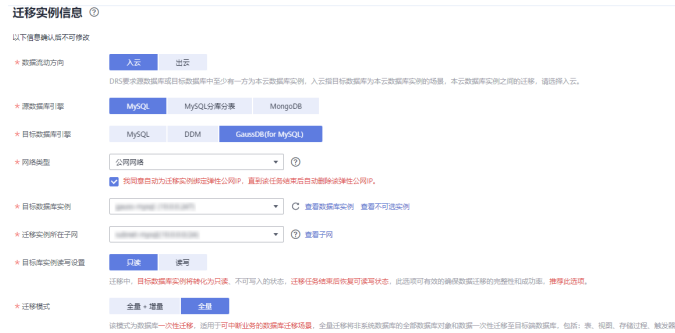 迁移实例信息 ?
以下信息确认后不可修改
* 数据流动方向 入云 出云
DRS要求源数据库或目标数据库中至少有一方为本云数据库实例，入云指目标数据库为本云数据库实例的场景，本云数据库实例之间的迁移，请选择入云。
* 源数据库引擎 MySQL MySQL分库分表 MongoDB
* 目标数据库引擎 MySQL DDM GaussDB(for MySQL)
* 网络类型 公网网络 ?
我同意自动为迁移实例绑定弹性公网IP，直到该任务结束后自动删除该弹性公网IP。
* 目标数据库实例 查看数据库实例 查看不可选实例
* 迁移实例所在子网 ? 查看子网
* 目标库实例读写设置 只读 读写
迁移中，目标数据库实例将转化为只读、不可写入的状态，迁移任务结束后恢复可读写状态，此选项可有效的确保数据迁移的完整性和成功率，推荐此选项。
* 迁移模式 全量 + 增量 全量
该模式为数据库一次性迁移，适用于可中断业务的数据库迁移场景，全量迁移将非系统数据库的全部数据库对象和数据一次性迁移至目标端数据库，包括：表、视图、存储过程、触发器